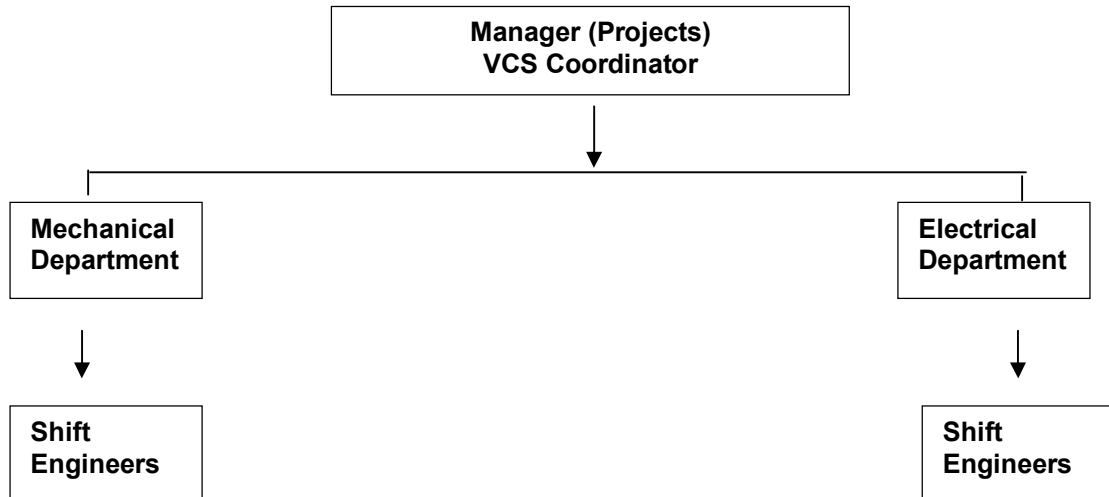 Manager (Projects)
VCS Coordinator
Mechanical
Department
Electrical
Department
Shift
Engineers
Shift
Engineers